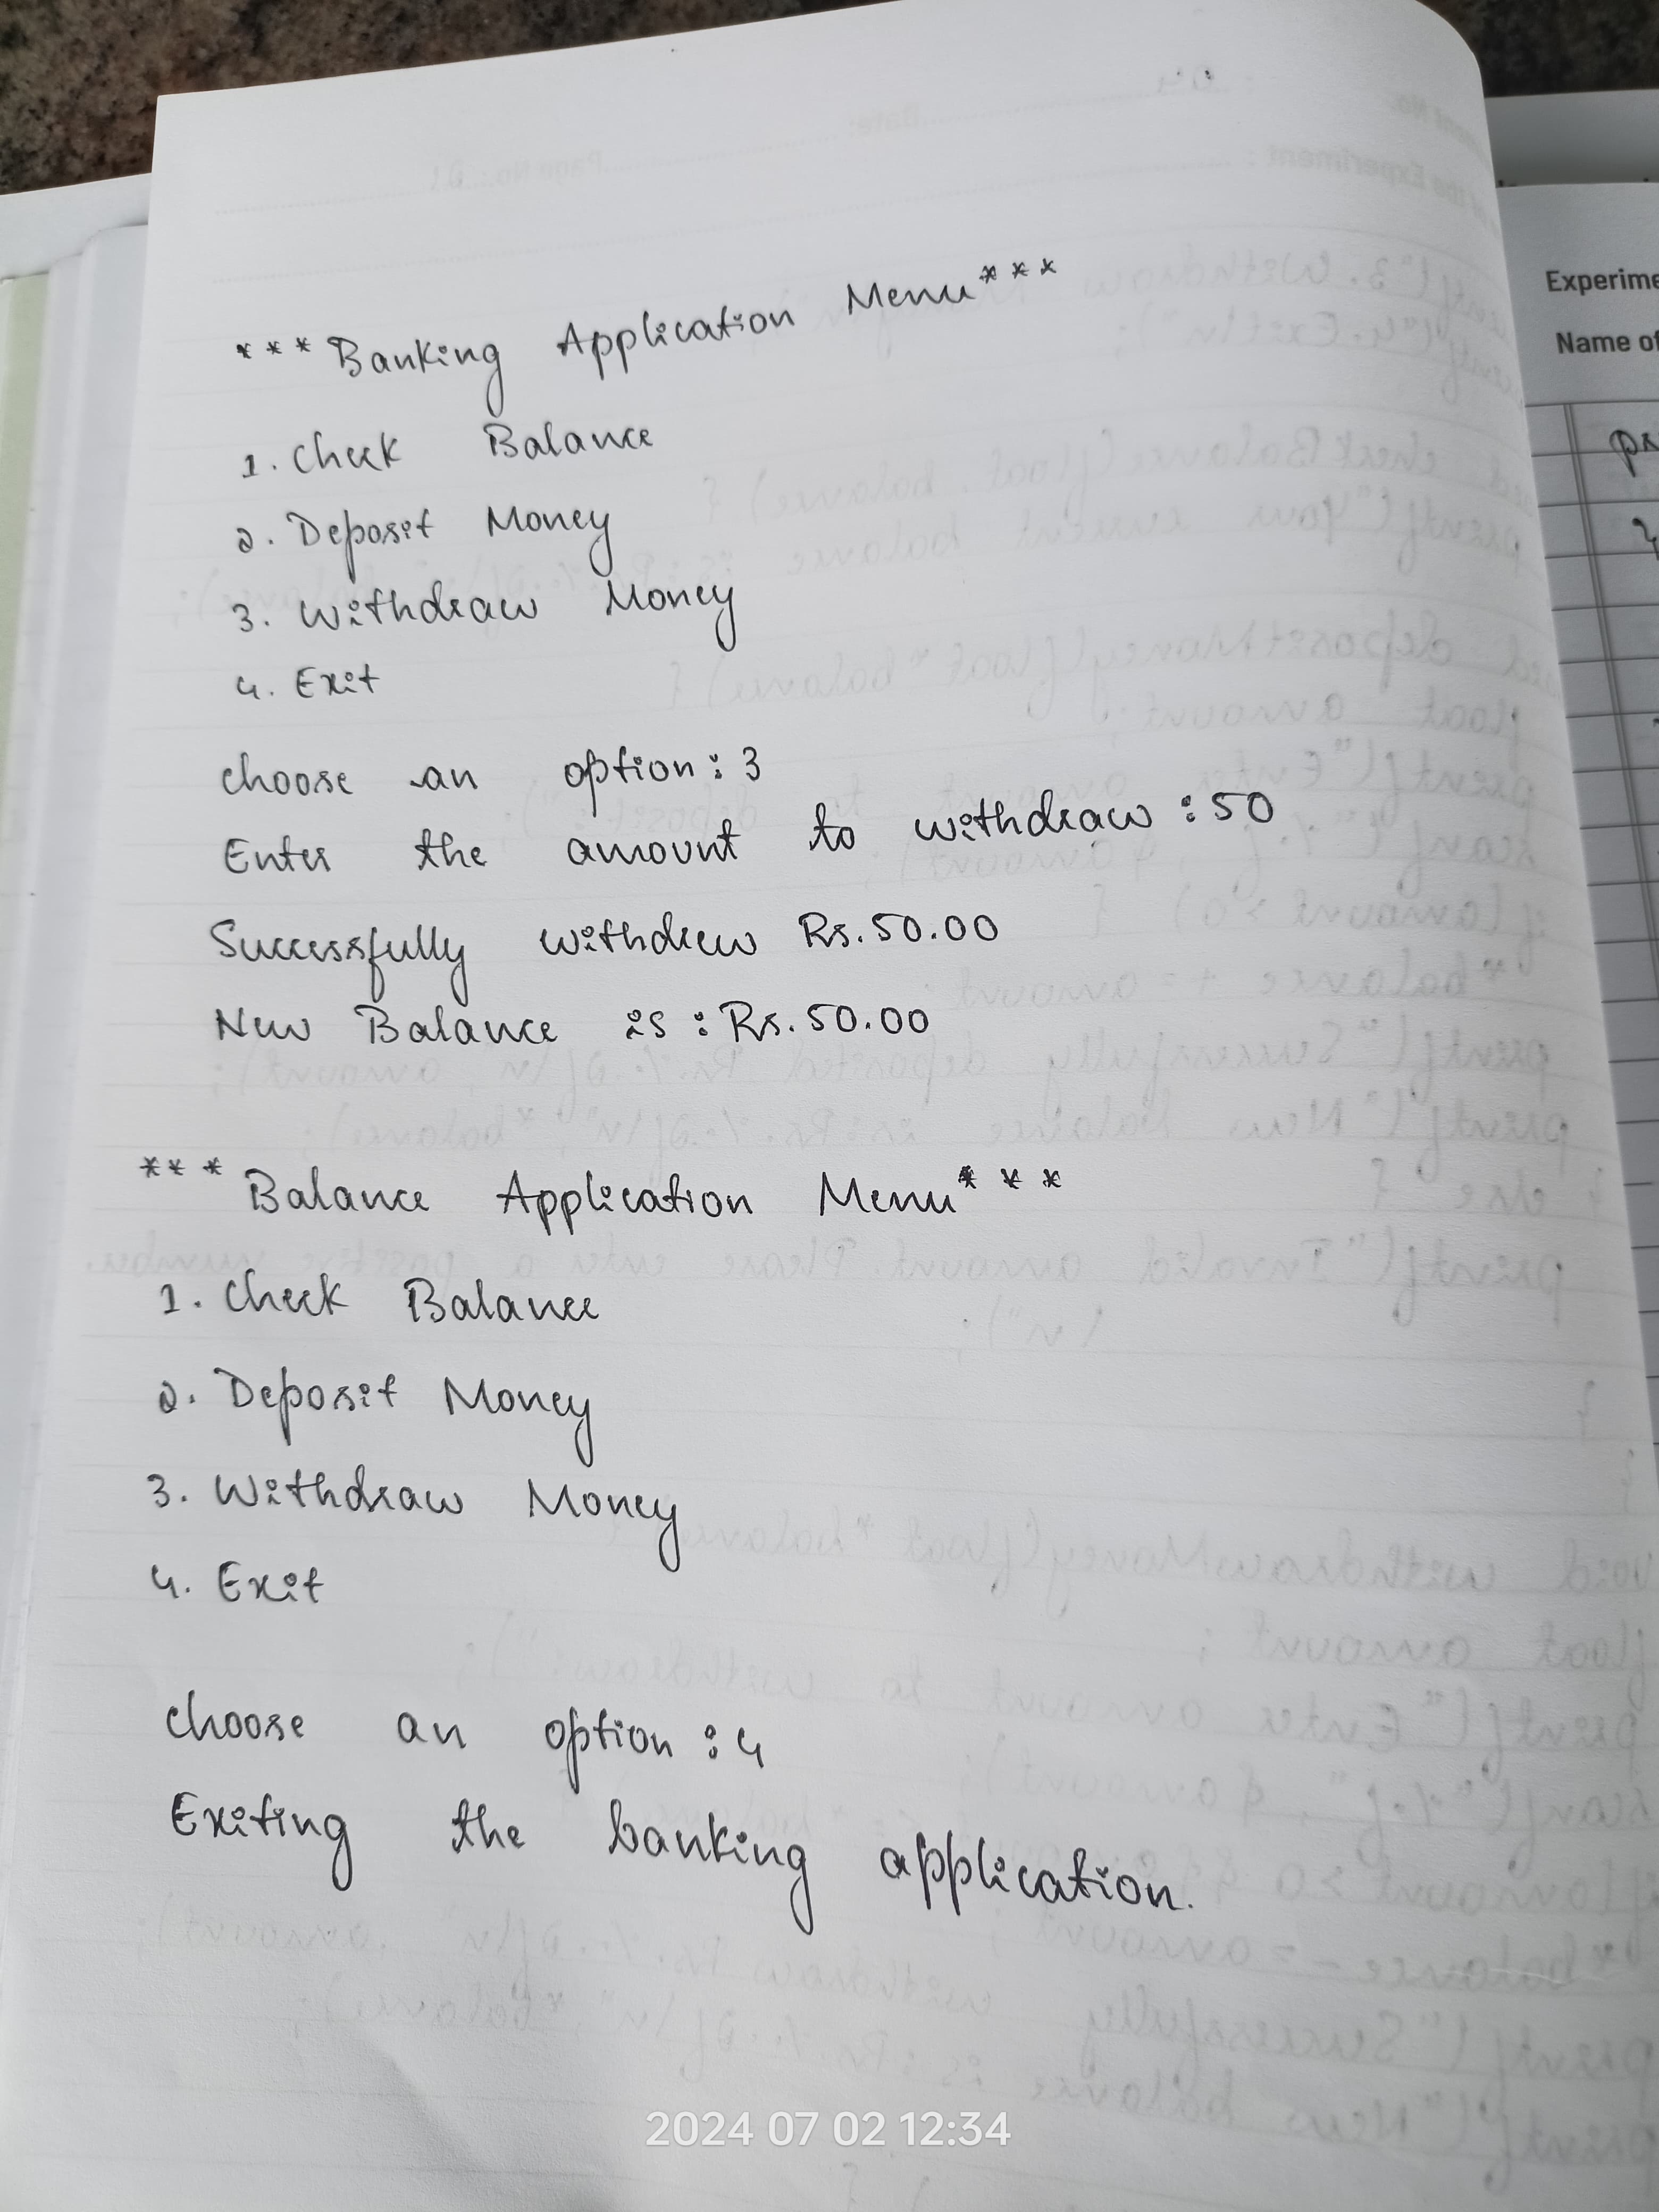 ***Banking Application Menu***
1. Check Balance
2. Deposit Money
3. Withdraw Money
4. Exit
choose an option:3
Enter the amount to withdraw :50
Successfully withdrew Rs.50.00
New Balance is :Rs.50.00
***Balance Application Menu***
1. Check Balance
2. Deposit Money
3. Withdraw Money
4. Exit
choose an option :4
Exiting the banking application.
Experime
Name of
2024 07 02 12:34